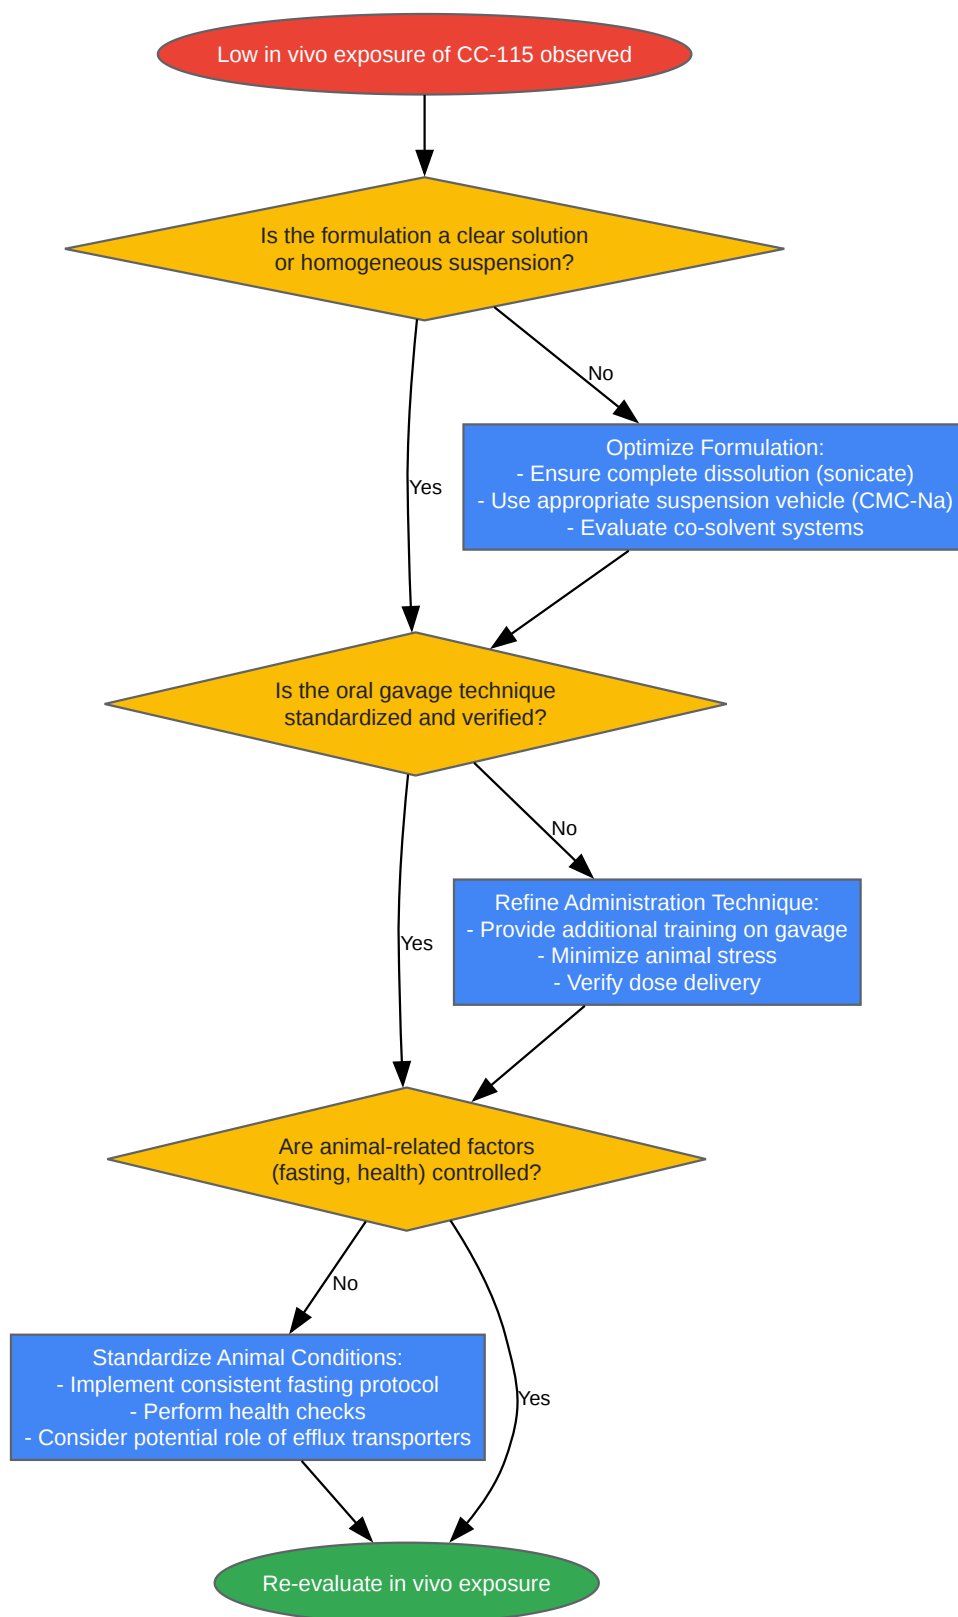 Low in vivo exposure of CC-115 observed
Is the formulation a clear solution
or homogeneous suspension?
No
Optimize Formulation:
- Ensure complete dissolution (sonicate)
- Use appropriate suspension vehicle (CMC-Na)
- Evaluate co-solvent systems
Yes
Is the oral gavage technique
standardized and verified?
No
Refine Administration Technique:
- Provide additional training on gavage
- Minimize animal stress
- Verify dose delivery
Yes
Are animal-related factors
(fasting, health) controlled?
No
Standardize Animal Conditions:
- Implement consistent fasting protocol
- Perform health checks
- Consider potential role of efflux transporters
Yes
Re-evaluate in vivo exposure